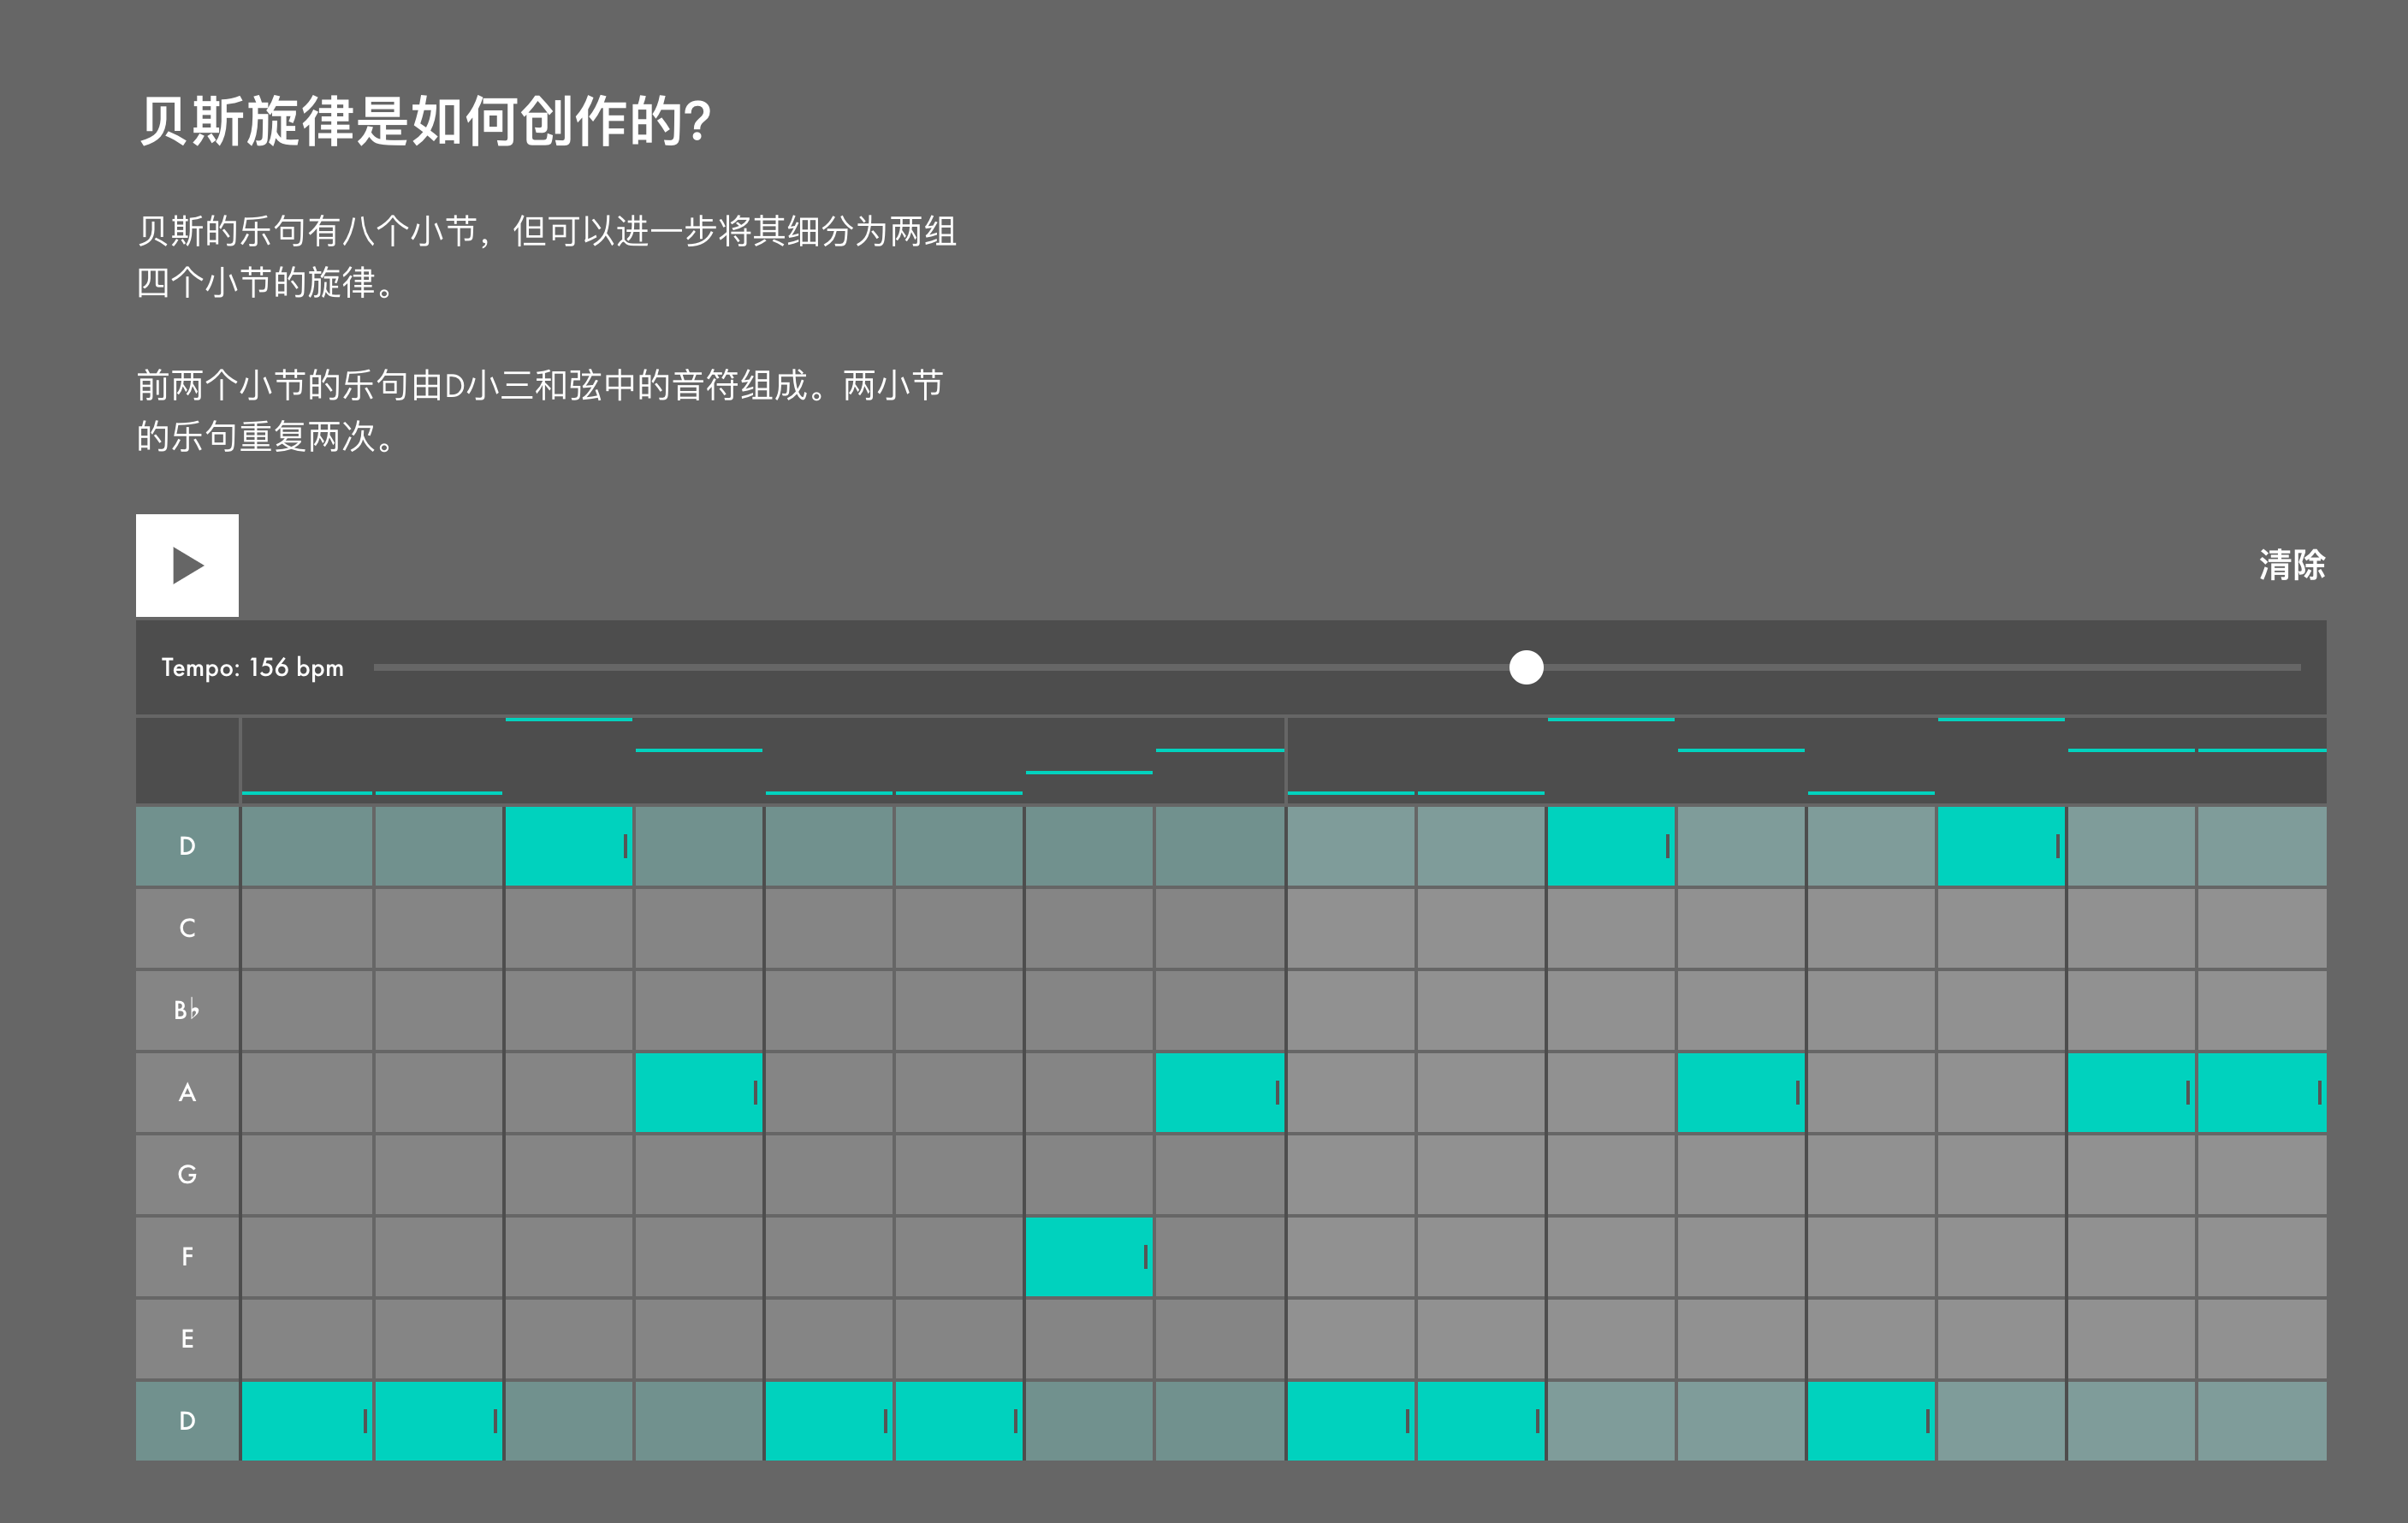 贝斯旋律是如何创作的?
贝斯的乐句有八个小节，但可以进一步将其细分为两组
四个小节的旋律。
前两个小节的乐句由D小三和弦中的音符组成。两小节
的乐句重复两次。
清除
Tempo: 156 bpm
D
C
B♭
A
G
F
E
D